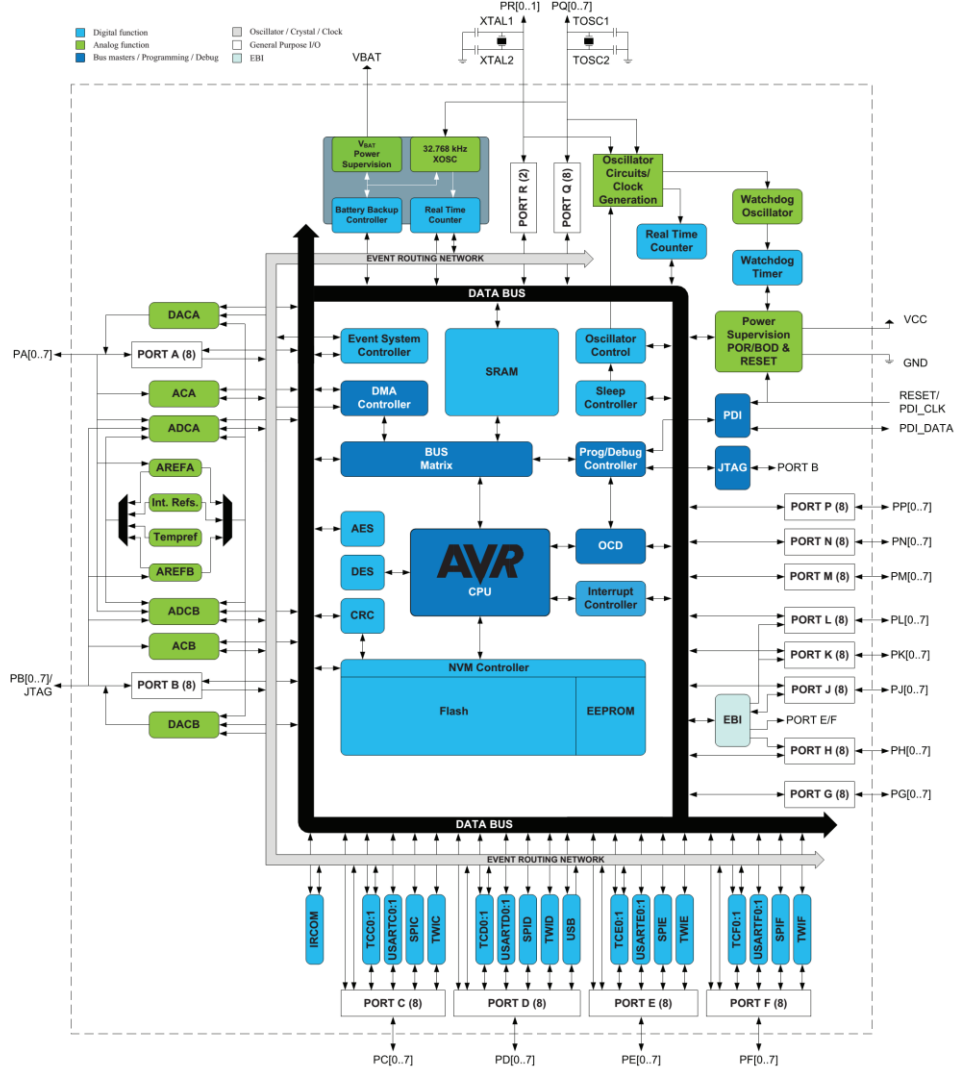 PR[0..1]
PQ[0..7]
XTAL1
TOSC1
XTAL2
TOSC2
Digital function
Analog function
Bus masters / Programming / Debug
Oscillator / Crystal / Clock
General Purpose I/O
EBI
VBAT
VBAT
Power
Supervision
32.768 kHz
XOSC
Battery Backup
Controller
Real Time
Counter
PORT R (2)
PORT Q (8)
Oscillator
Circuits/
Clock
Generation
Real Time
Counter
Watchdog
Oscillator
Watchdog
Timer
EVENT ROUTING NETWORK
DATA BUS
Power
Supervision
POR/BOD &
RESET
VCC
GND
RESET/
PDI_CLK
PDI_DATA
PDI
JTAG
PORT B
DACA
PA[0..7]
PORT A (8)
ACA
ADCA
AREFA
Int. Refs.
Tempref
AREFB
ADCB
ACB
PB[0..7]/
JTAG
PORT B (8)
DACB
Event System
Controller
DMA
Controller
SRAM
Oscillator
Control
Sleep
Controller
BUS
Matrix
Prog/Debug
Controller
AES
DES
CRC
AVR
CPU
OCD
Interrupt
Controller
NVM Controller
Flash
EEPROM
PORT P (8)
PP[0..7]
PORT N (8)
PN[0..7]
PORT M (8)
PM[0..7]
PORT L (8)
PL[0..7]
PORT K (8)
PK[0..7]
PORT J (8)
PJ[0..7]
EBI
PORT E/F
PORT H (8)
PH[0..7]
PORT G (8)
PG[0..7]
DATA BUS
EVENT ROUTING NETWORK
IRCOM
TCC0:1
USARTC0:1
SPIC
TWIC
TCD0:1
USARTD0:1
SPID
TWID
USB
TCE0:1
USARTE0:1
SPIE
TWIE
TCF0:1
USARTF0:1
SPIF
TWIF
PORT C (8)
PORT D (8)
PORT E (8)
PORT F (8)
PC[0..7]
PD[0..7]
PE[0..7]
PF[0..7]